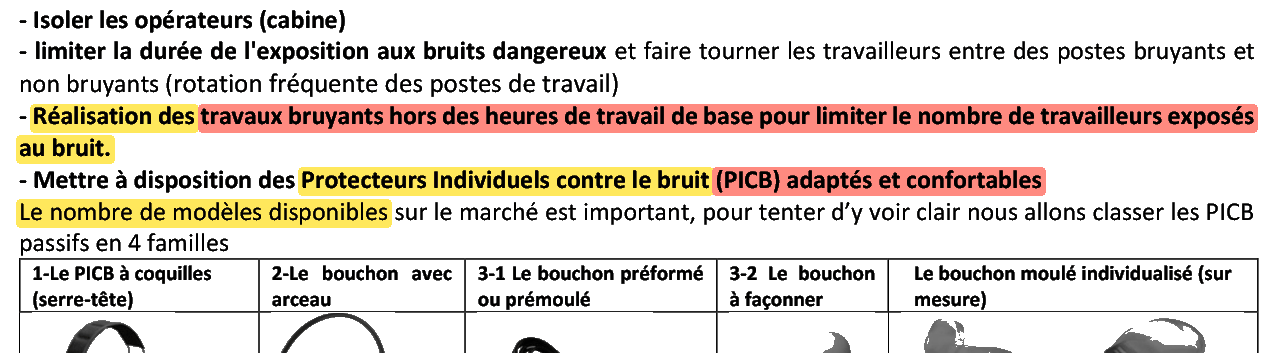 - Isoler les opérateurs (cabine)
- limiter la durée de l'exposition aux bruits dangereux et faire tourner les travailleurs entre des postes bruyants et
non bruyants (rotation fréquente des postes de travail)
- Réalisation des travaux bruyants hors des heures de travail de base pour limiter le nombre de travailleurs exposés
au bruit.
- Mettre à disposition des Protecteurs Individuels contre le bruit (PICB) adaptés et confortables
Le nombre de modèles disponibles sur le marché est important, pour tenter d’y voir clair nous allons classer les PICB
passifs en 4 familles
1-Le PICB à coquilles
(serre-tête)
2-Le bouchon avec
arceau
3-1 Le bouchon préformé
ou prémoulé
3-2 Le bouchon
à façonner
Le bouchon moulé individualisé (sur
mesure)